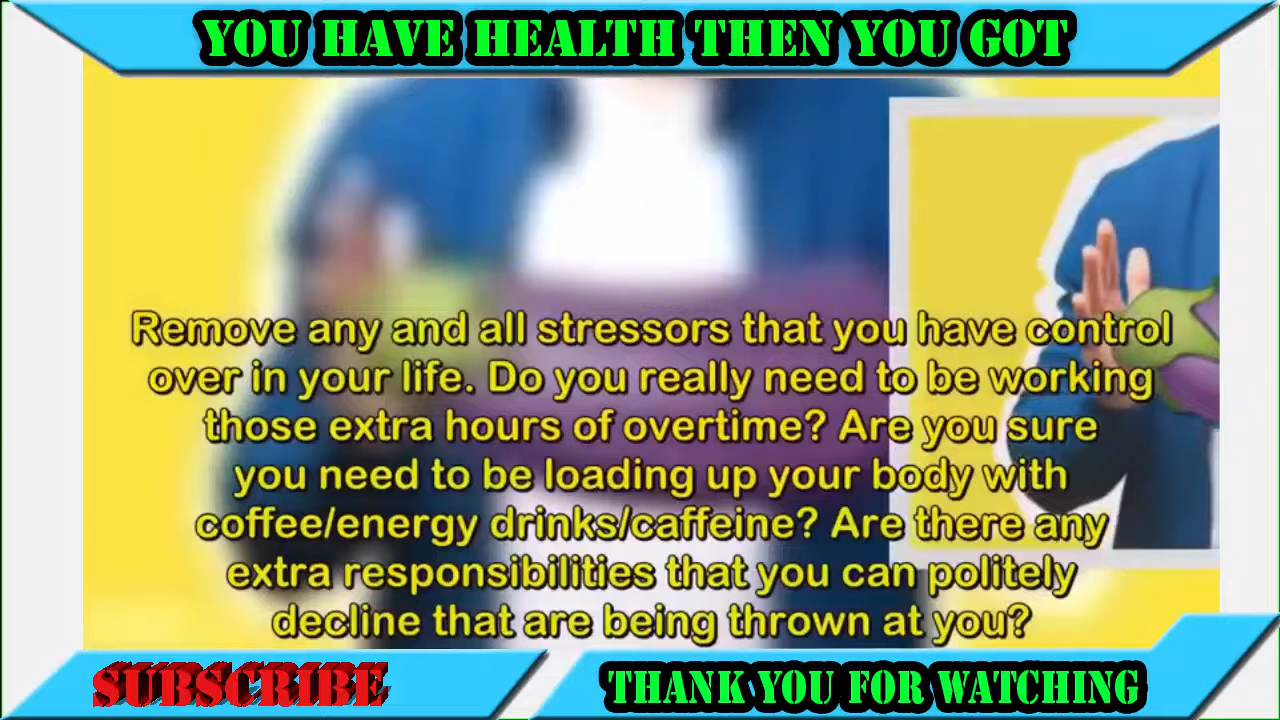 YOU HAVE HEALTH THEN YOU GOT
Remove any and all stressors that you have control
over in your life. Do you really need to be working
those extra hours of overtime? Are you sure
you need to be loading up your body with
coffee/energy drinks/caffeine? Are there any
extra responsibilities that you can politely
decline that are being thrown at you?
SUBSCRIBE
THANK YOU FOR WATCHING